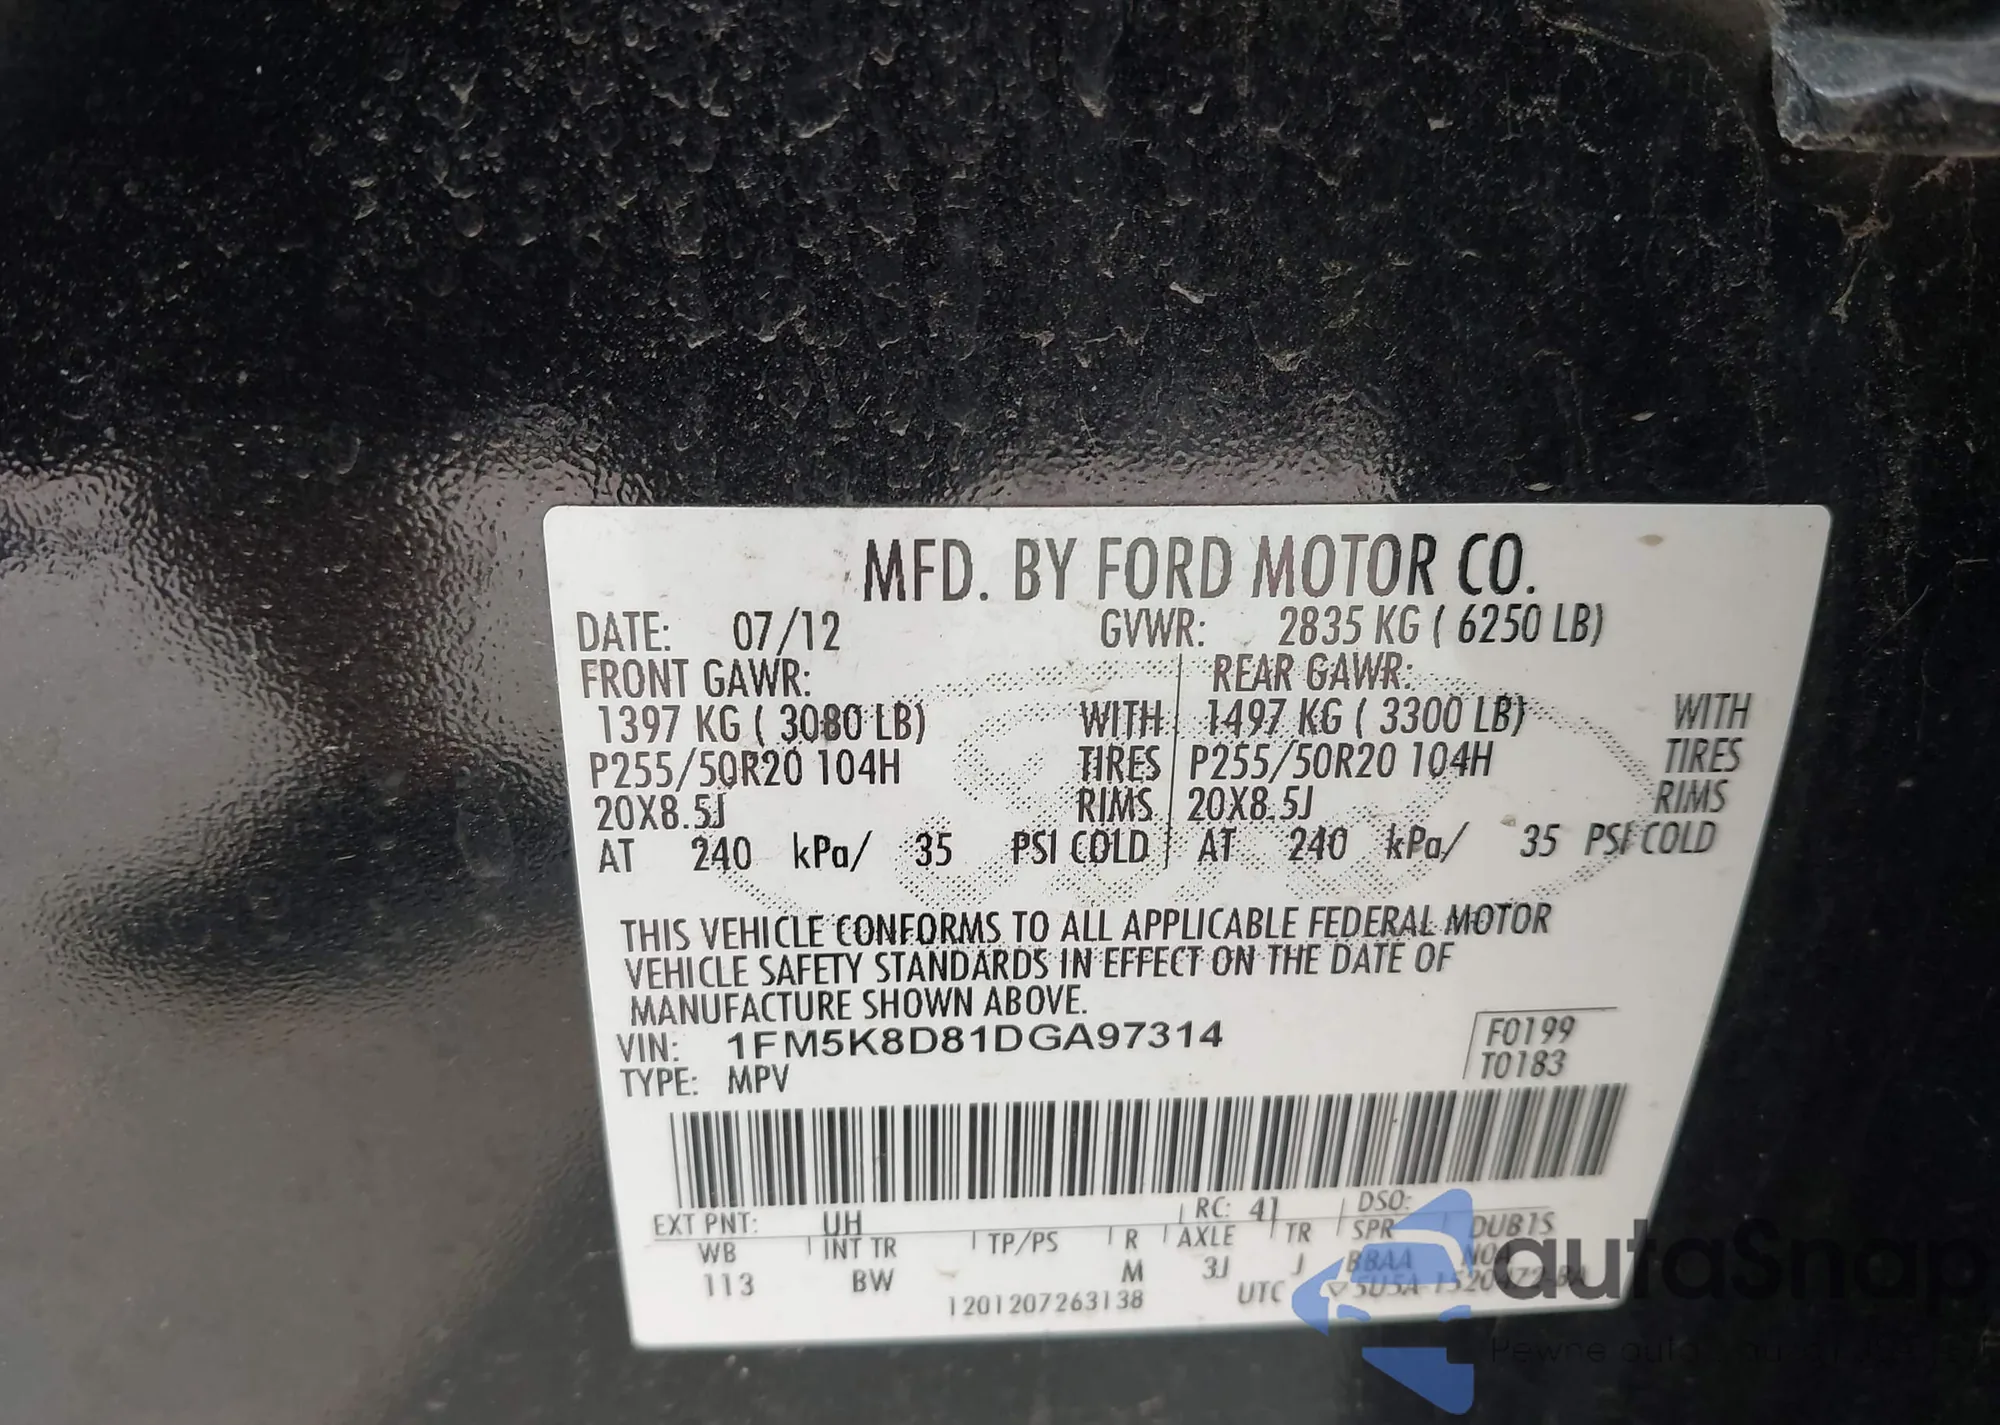 MFD. BY FORD MOTOR CO.
DATE: 07/12 GVWR: 2835 KG ( 6250 LB)
FRONT GAWR: REAR GAWR:
1397 KG ( 3080 LB) WITH 1497 KG ( 3300 LB) WITH
P255/50R20 104H TIRES P255/50R20 104H TIRES
20X8.5J RIMS 20X8.5J RIMS
AT 240 kPa/ 35 PSI COLD AT 240 kPa/ 35 PSI COLD
THIS VEHICLE CONFORMS TO ALL APPLICABLE FEDERAL MOTOR
VEHICLE SAFETY STANDARDS IN EFFECT ON THE DATE OF
MANUFACTURE SHOWN ABOVE.
VIN: 1FM5K8D81DGA97314 F0199
TYPE: MPV T0183
EXT PNT: UH RC: 41 DSO:
WB INT TR TP/PS R AXLE TR SPR DUB1S
113 BW M 3J J BBAA
1201207263138 UTC
autaSnap
Pewne auta